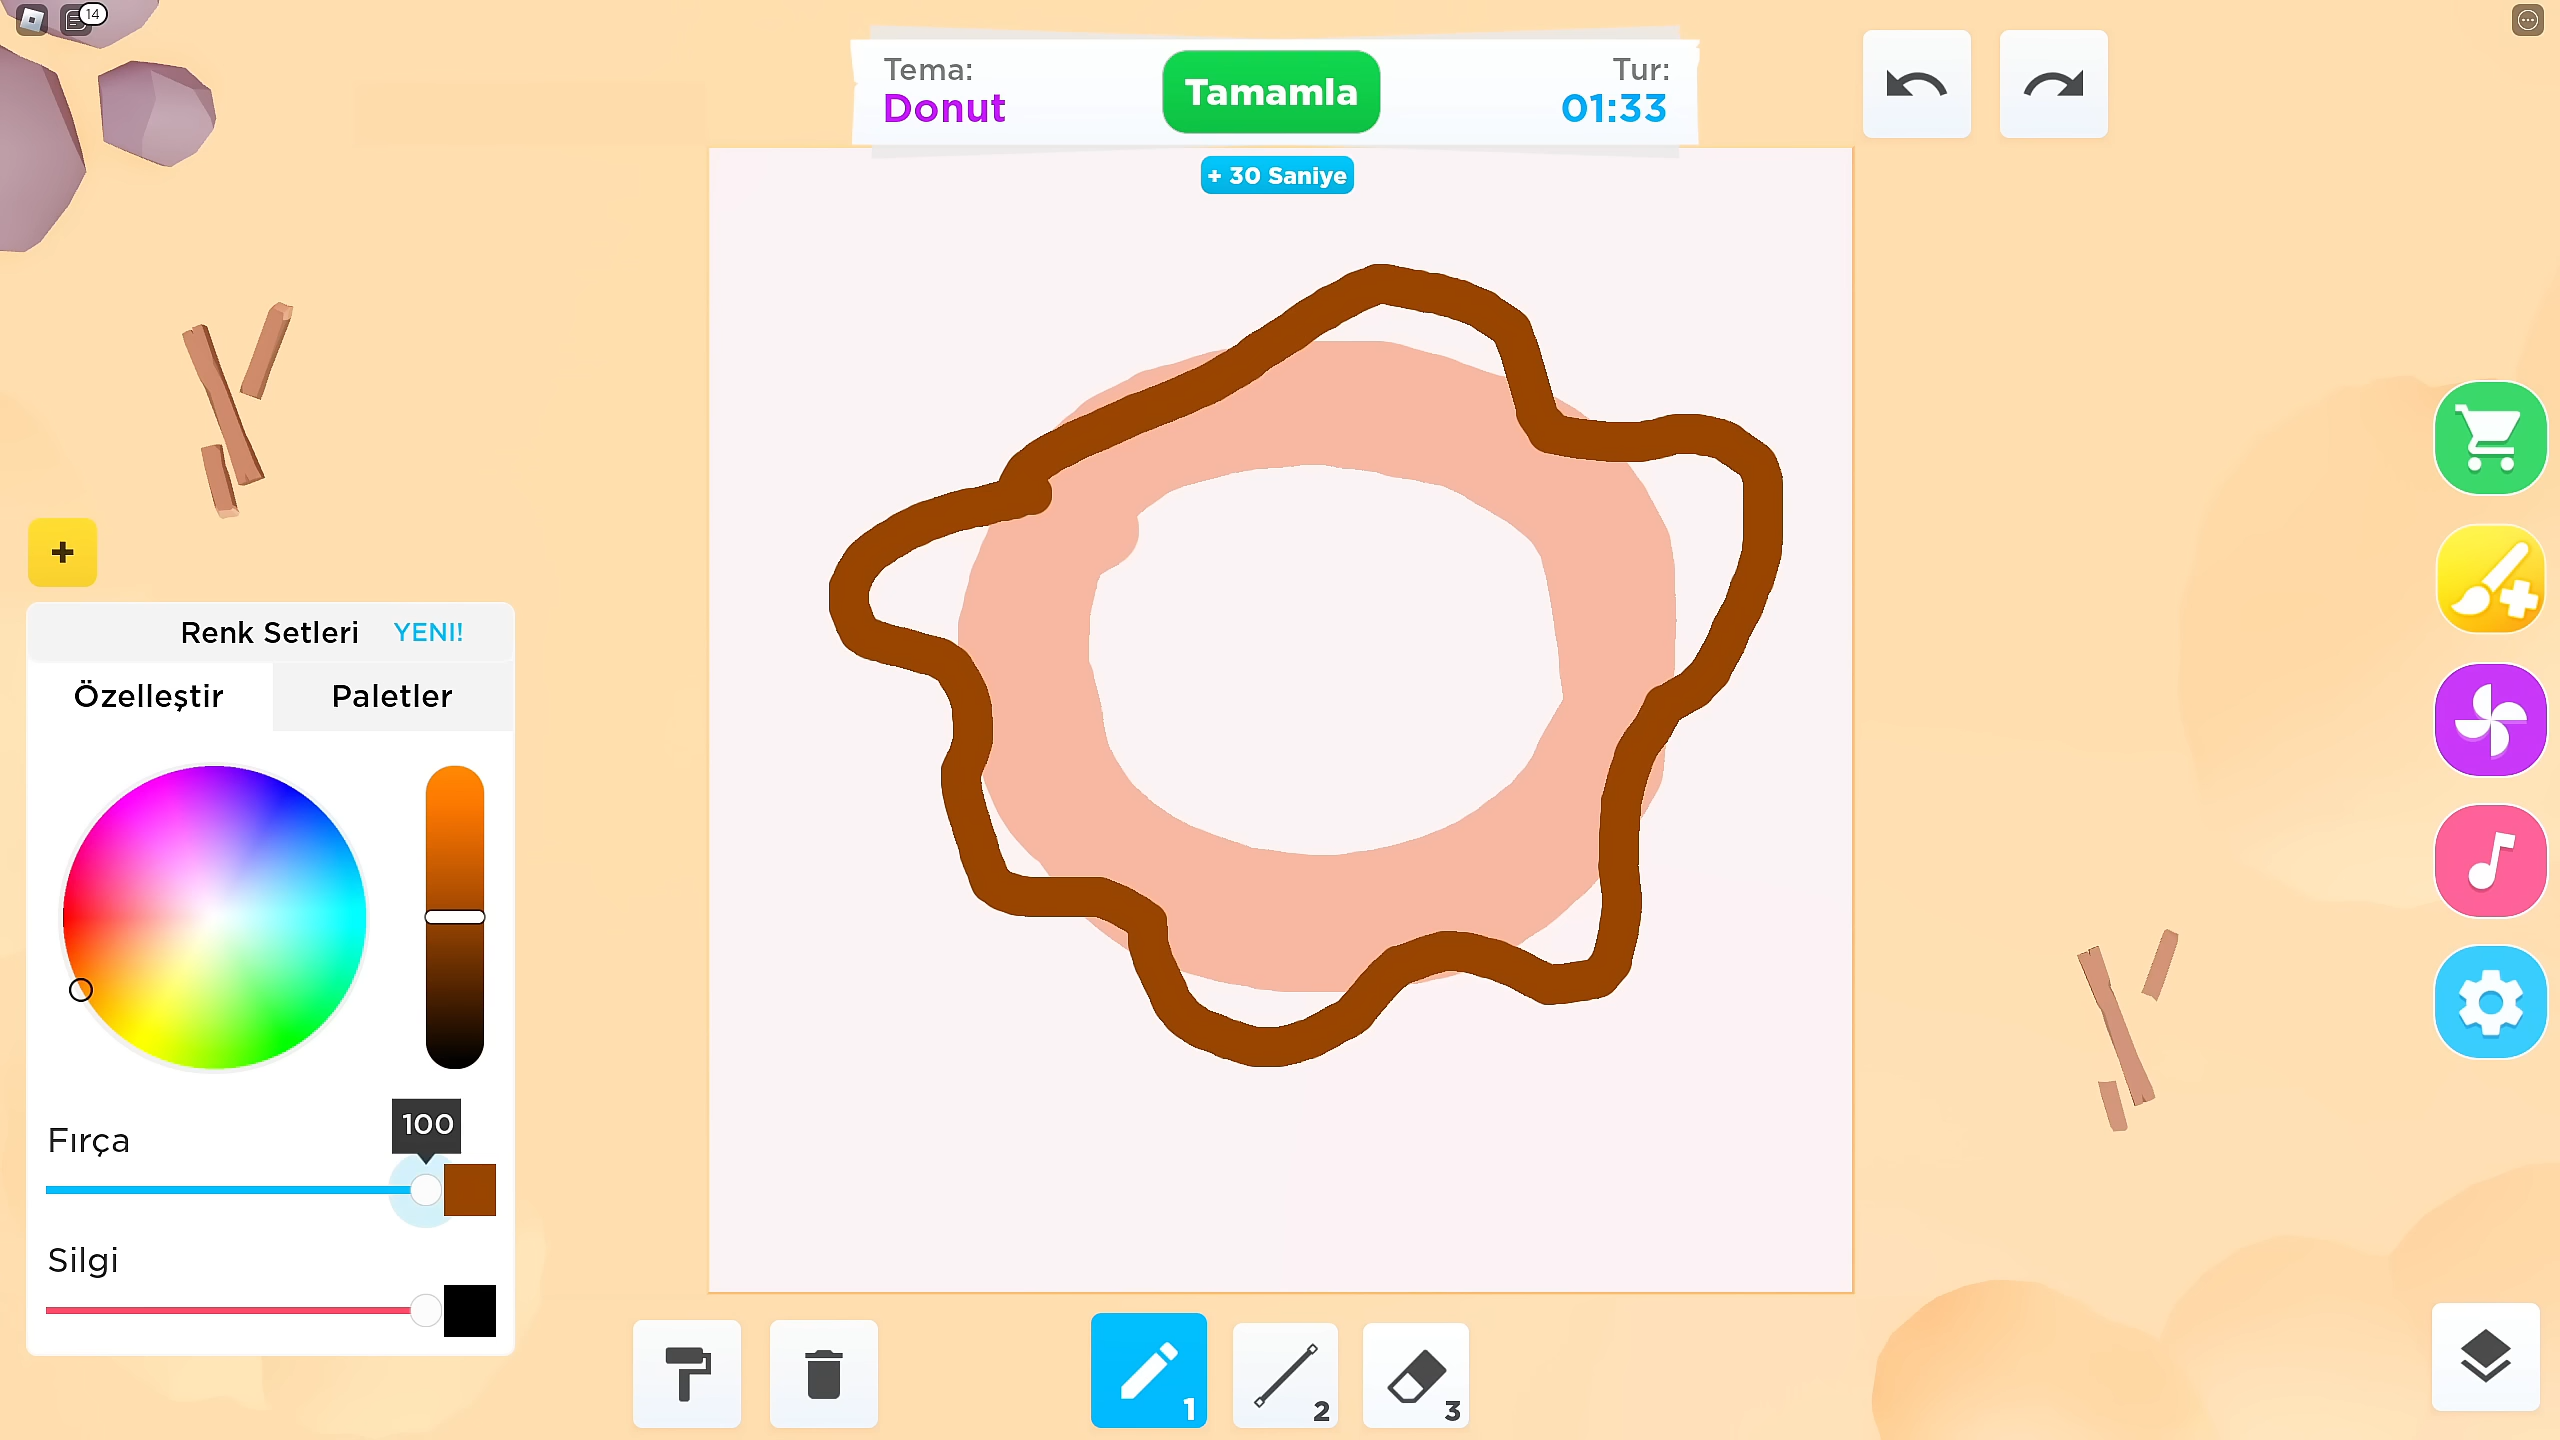 14
Tema:
Donut
Tamamla
Tur:
01:33
+ 30 Saniye
+
Renk Setleri YENI!
Özelleştir
Paletler
100
Fırça
Silgi
1
2
3